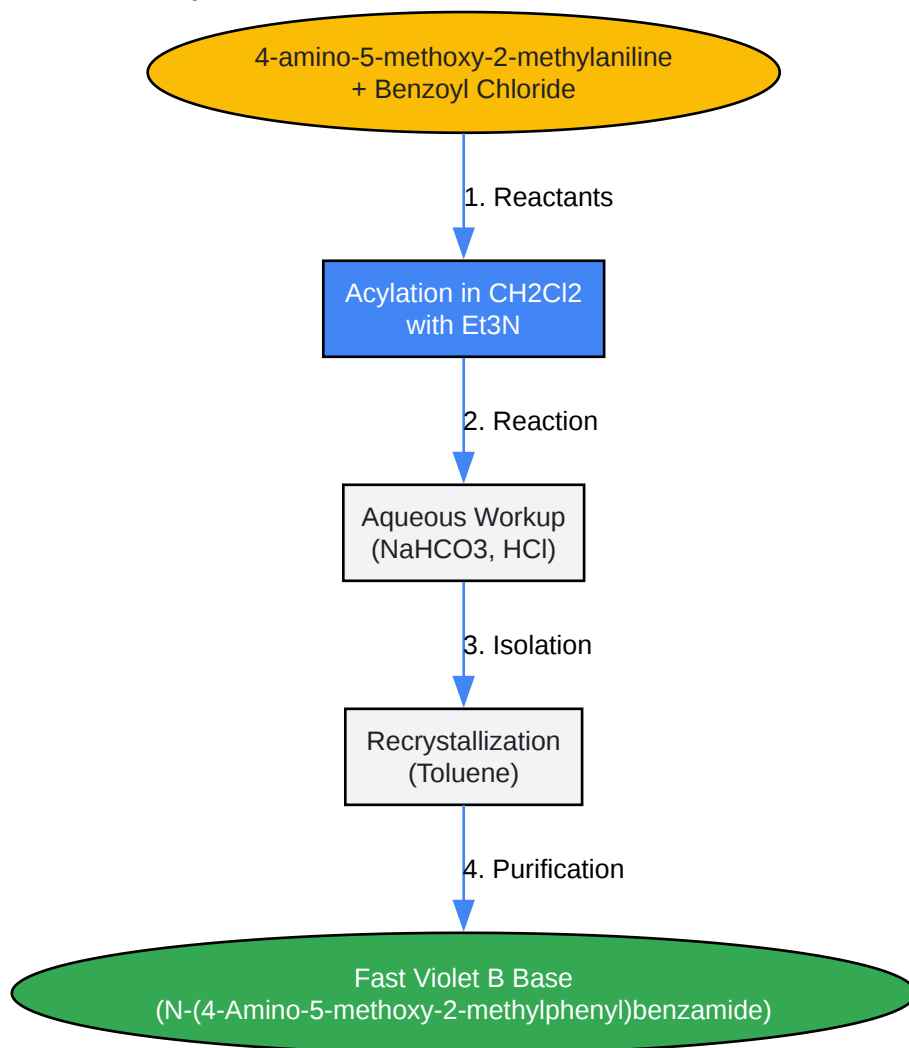 4-amino-5-methoxy-2-methylaniline
+ Benzoyl Chloride
1. Reactants
Acylation in CH2Cl2
with Et3N
2. Reaction
Aqueous Workup
(NaHCO3, HCl)
3. Isolation
Recrystallization
(Toluene)
4. Purification
Fast Violet B Base
(N-(4-Amino-5-methoxy-2-methylphenyl)benzamide)